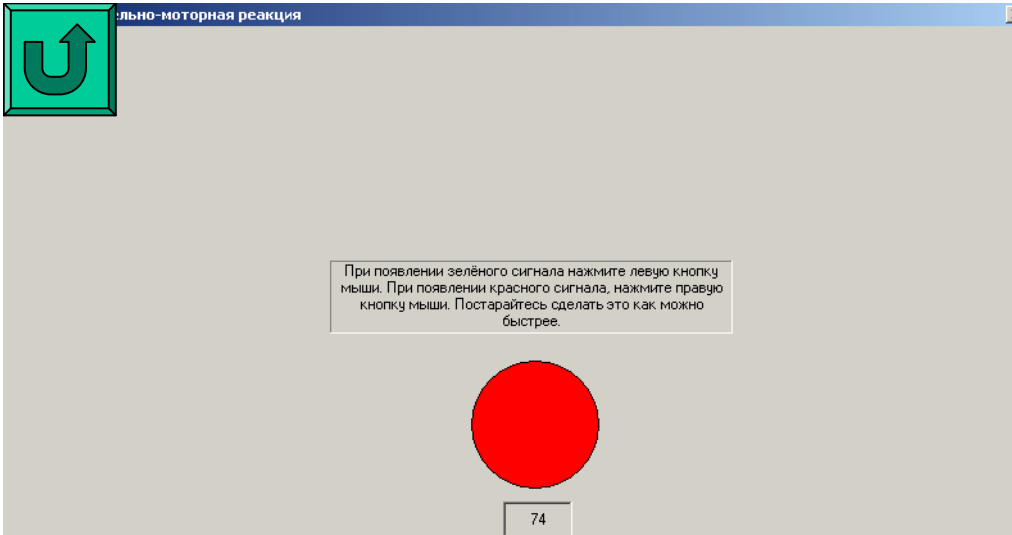 льно-моторная реакция
При появлении зелёного сигнала нажмите левую кнопку
мыши. При появлении красного сигнала, нажмите правую
кнопку мыши. Постарайтесь сделать это как можно
быстрее.
74